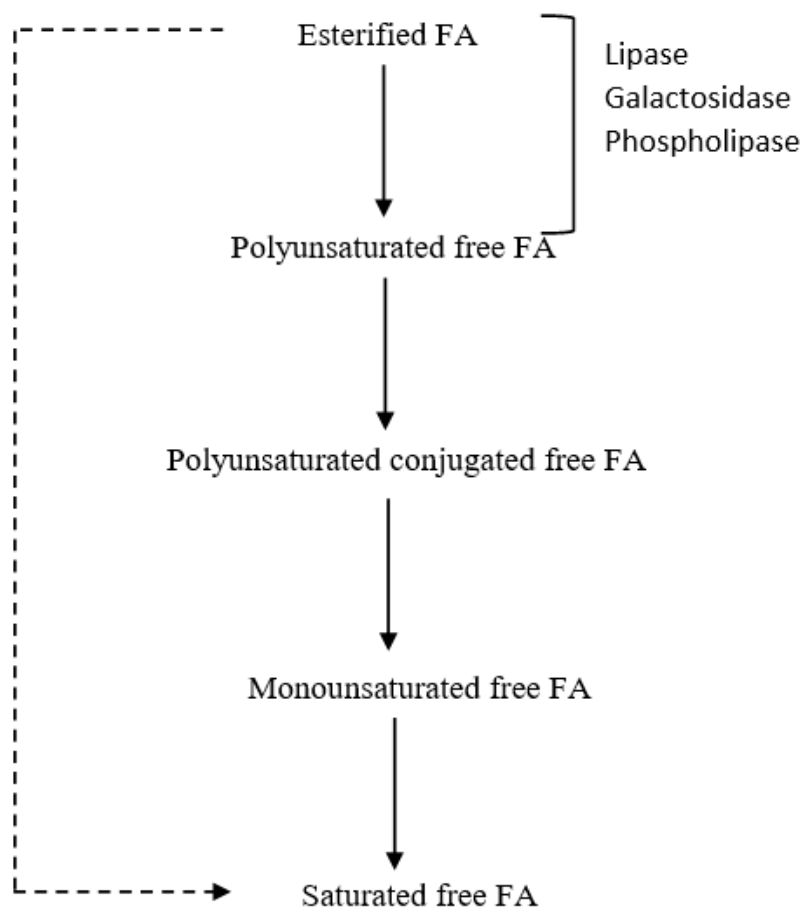 Esterified FA
Lipase
Galactosidase
Phospholipase
Polyunsaturated free FA
Polyunsaturated conjugated free FA
Monounsaturated free FA
Saturated free FA